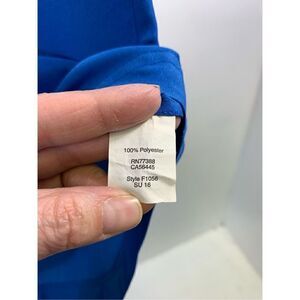 100% Polyester
RN77388
CA56445
Style F1056
SU 16